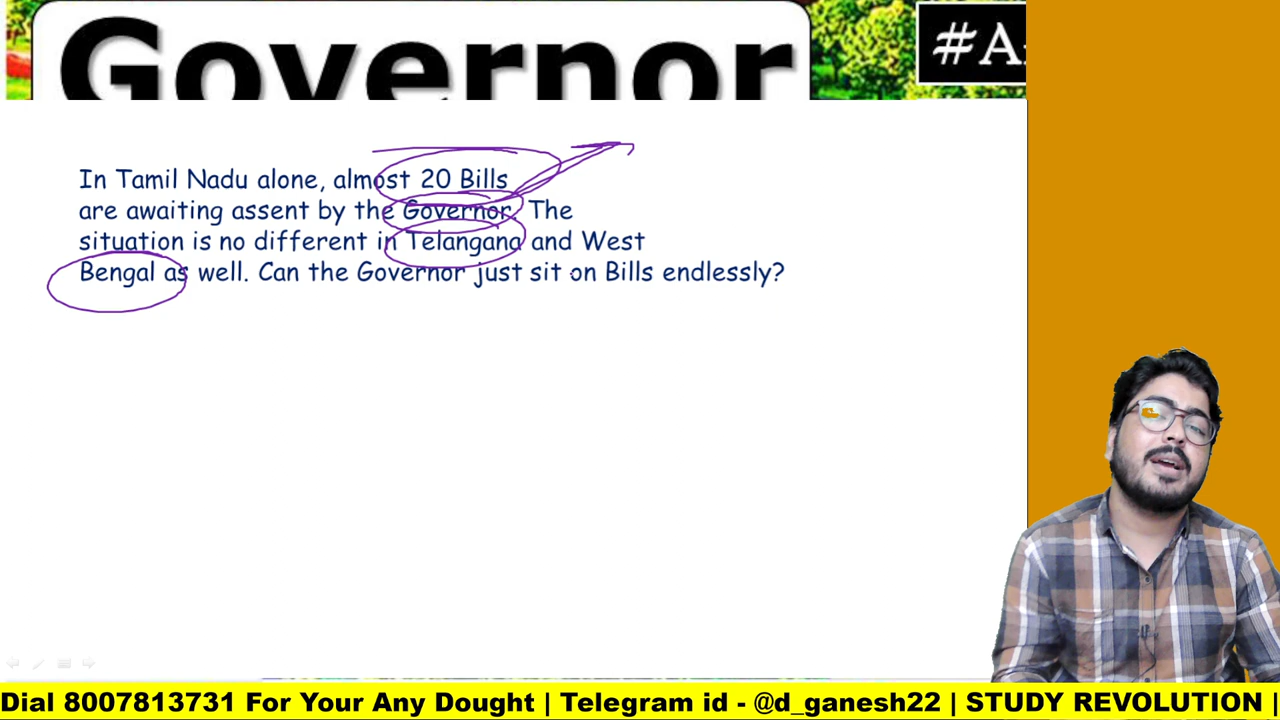 Governor
#A
In Tamil Nadu alone, almost 20 Bills
are awaiting assent by the Governor. The
situation is no different in Telangana and West
Bengal as well. Can the Governor just sit on Bills endlessly?
Dial 8007813731 For Your Any Dought | Telegram id - @d_ganesh22 | STUDY REVOLUTION |